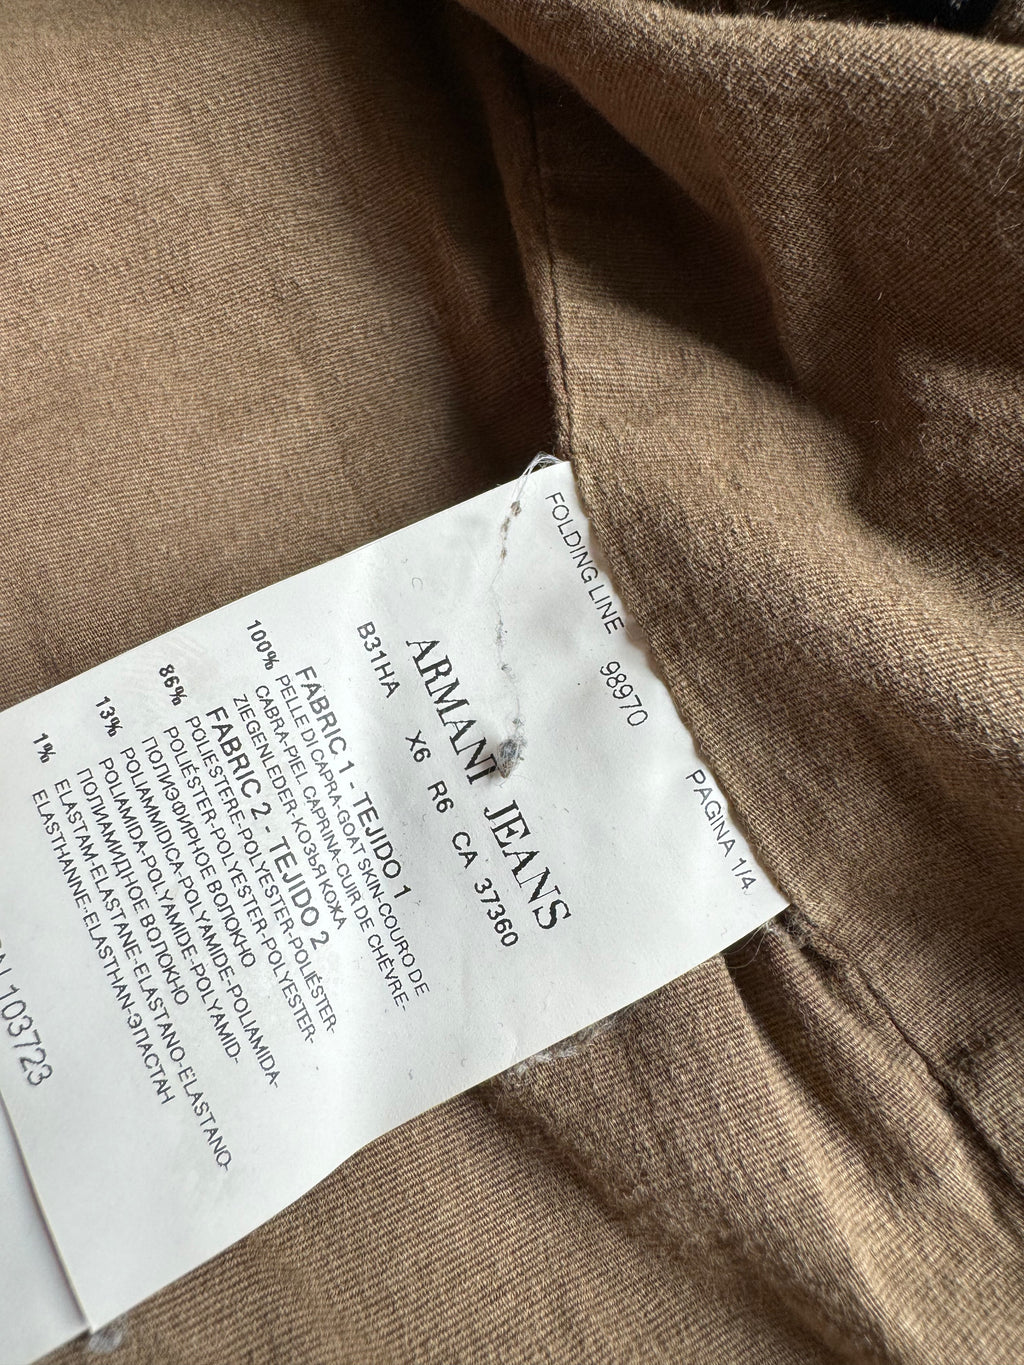 FOLDING LINE 98970 PAGINA 1/4
ARMANI JEANS
B31HA X6 R6 CA 37360
FABRIC 1 - TEJIDO 1
100% PELLE DI CAPRA-GOAT SKIN-COURO DE
CABRA-PIEL CAPRINA-CUIR DE CHÈVRE-
ZIEGENLEDER-КОЗЬЯ КОЖА
FABRIC 2 - TEJIDO 2
86% POLIESTERE-POLYESTER-POLIÉSTER-
POLIÉSTER-POLYESTER-POLYESTER-
ПОЛИЭФИРНОЕ ВОЛОКНО
13% POLIAMMIDICA-POLYAMIDE-POLIAMIDA-
POLIAMIDA-POLYAMIDE-POLYAMID-
ПОЛИАМИДНОЕ ВОЛОКНО
1% ELASTAM-ELASTANE-ELASTANO-ELASTANO-
ELASTHANNE-ELASTHAN-ЭЛАСТАН
103723